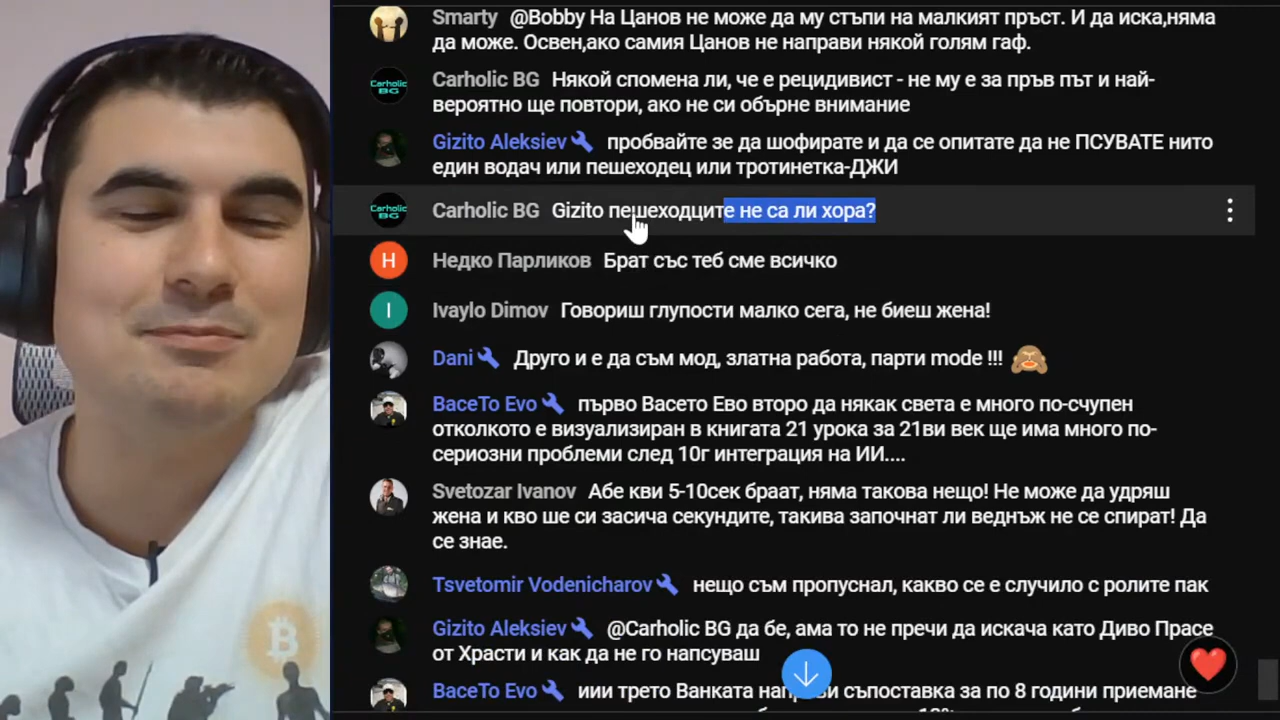 Smarty @Bobby На Цанов не може да му стъпи на малкият пръст. И да иска,няма
да може. Освен,ако самия Цанов не направи някой голям гаф.
Carholic BG Някой спомена ли, че е рецидивист - не му е за пръв път и най-
вероятно ще повтори, ако не си обърне внимание
Gizito Aleksiev пробвайте зе да шофирате и да се опитате да не ПСУВАТЕ нито
един водач или пешеходец или тротинетка-ДЖИ
Carholic BG Gizito пешеходците не са ли хора?
Недко Парликов Брат със теб сме всичко
Ivaylo Dimov Говориш глупости малко сега, не биеш жена!
Dani Друго и е да съм мод, златна работа, парти mode !!!
BaceTo Evo първо Васето Ево второ да някак света е много по-счупен
отколкото е визуализиран в книгата 21 урока за 21ви век ще има много по-
сериозни проблеми след 10г интеграция на ИИ....
Svetozar Ivanov Абе кви 5-10сек браат, няма такова нещо! Не може да удряш
жена и кво ше си засича секундите, такива започнат ли веднъж не се спират! Да
се знае.
Tsvetomir Vodenicharov нещо съм пропуснал, какво се е случило с ролите пак
Gizito Aleksiev @Carholic BG да бе, ама то не пречи да искача като Диво Прасе
от Храсти и как да не го напсуваш
BaceTo Evo иии трето Ванката направи съпоставка за по 8 години приемане